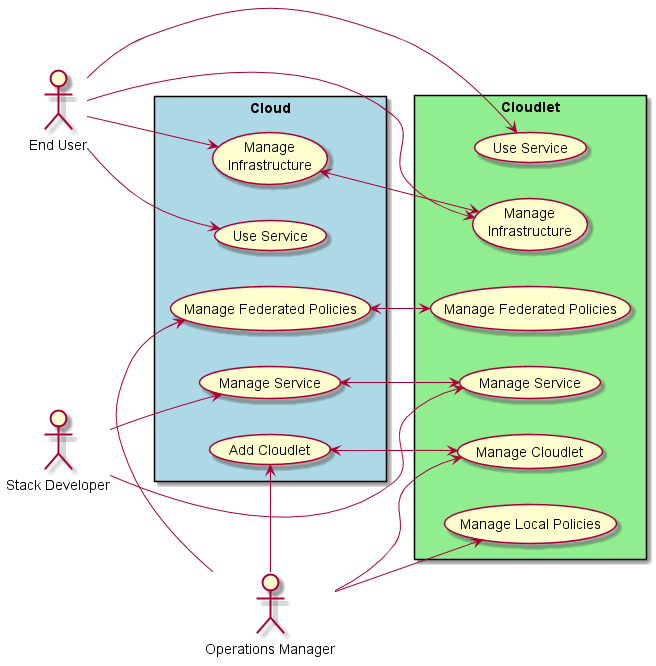 Cloud
Cloudlet
End User
Manage
Infrastructure
Use Service
Use Service
Manage
Infrastructure
Manage Federated Policies
Manage Federated Policies
Manage Service
Manage Service
Stack Developer
Add Cloudlet
Manage Cloudlet
Manage Local Policies
Operations Manager